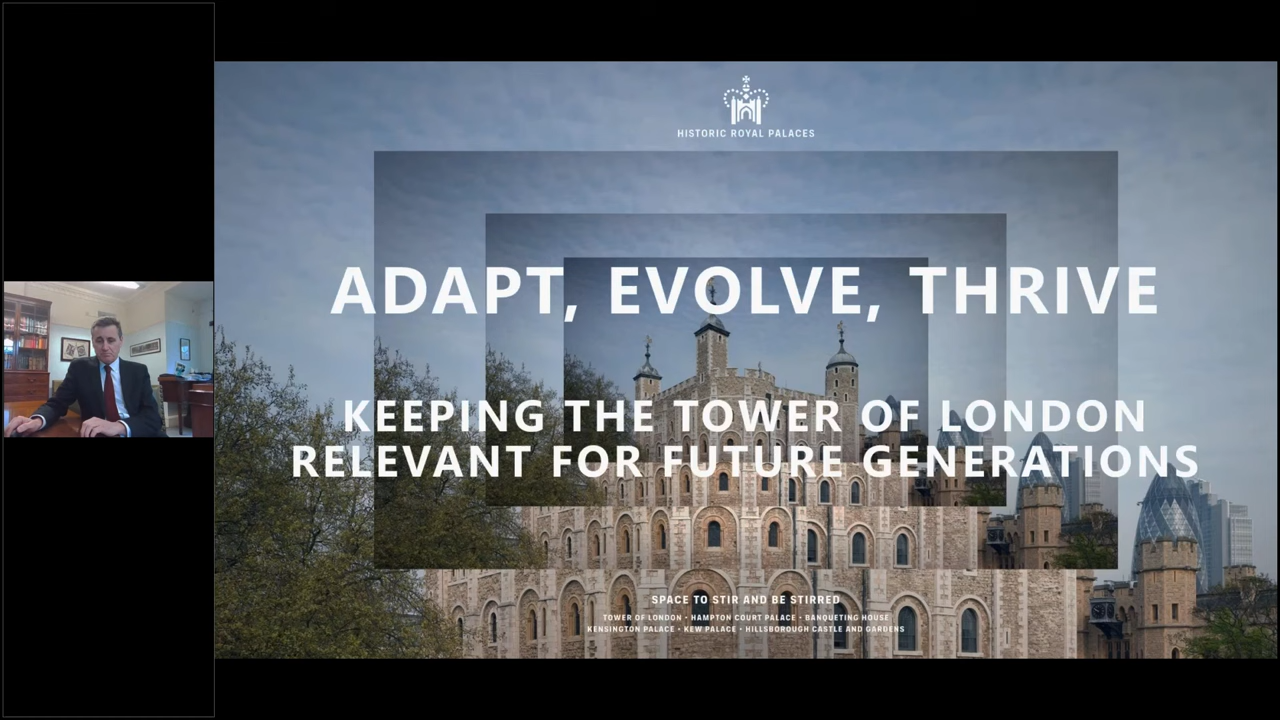 HISTORIC ROYAL PALACES
ADAPT, EVOLVE, THRIVE
KEEPING THE TOWER OF LONDON
RELEVANT FOR FUTURE GENERATIONS
SPACE TO STIR AND BE STIRRED
TOWER OF LONDON • HAMPTON COURT PALACE • BANQUETING HOUSE
KENSINGTON PALACE • KEW PALACE • HILLSBOROUGH CASTLE AND GARDENS